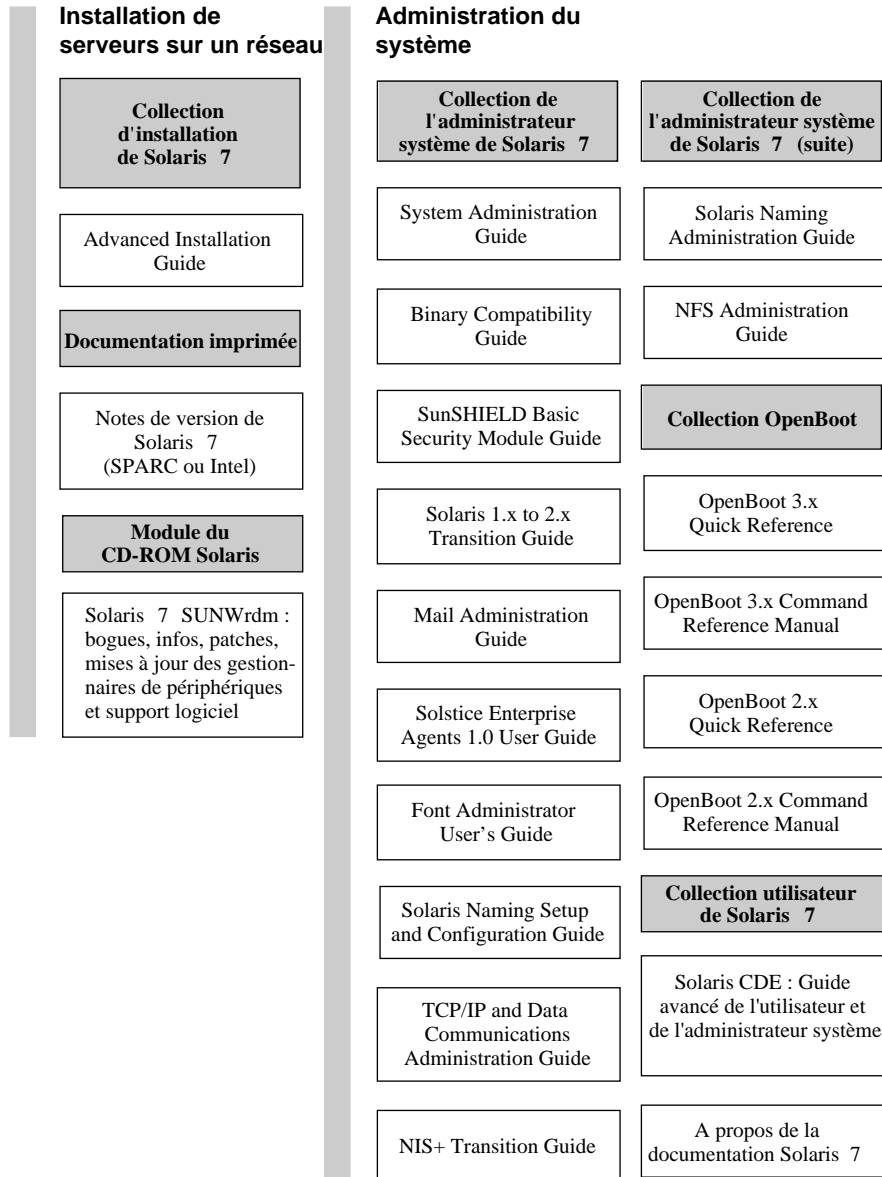 Installation de
serveurs sur un réseau
Collection
d'installation
de Solaris 7
Advanced Installation
Guide
Documentation imprimée
Notes de version de
Solaris 7
(SPARC ou Intel)
Module du
CD-ROM Solaris
Solaris 7 SUNWrdm :
bogues, infos, patches,
mises à jour des gestion-
naires de périphériques
et support logiciel
Administration du
système
Collection de
l'administrateur
système de Solaris 7
System Administration
Guide
Binary Compatibility
Guide
SunSHIELD Basic
Security Module Guide
Solaris 1.x to 2.x
Transition Guide
Mail Administration
Guide
Solstice Enterprise
Agents 1.0 User Guide
Font Administrator
User's Guide
Solaris Naming Setup
and Configuration Guide
TCP/IP and Data
Communications
Administration Guide
NIS+ Transition Guide
Collection de
l'administrateur système
de Solaris 7 (suite)
Solaris Naming
Administration Guide
NFS Administration
Guide
Collection OpenBoot
OpenBoot 3.x
Quick Reference
OpenBoot 3.x Command
Reference Manual
OpenBoot 2.x
Quick Reference
OpenBoot 2.x Command
Reference Manual
Collection utilisateur
de Solaris 7
Solaris CDE : Guide
avancé de l'utilisateur et
de l'administrateur système
A propos de la
documentation Solaris 7